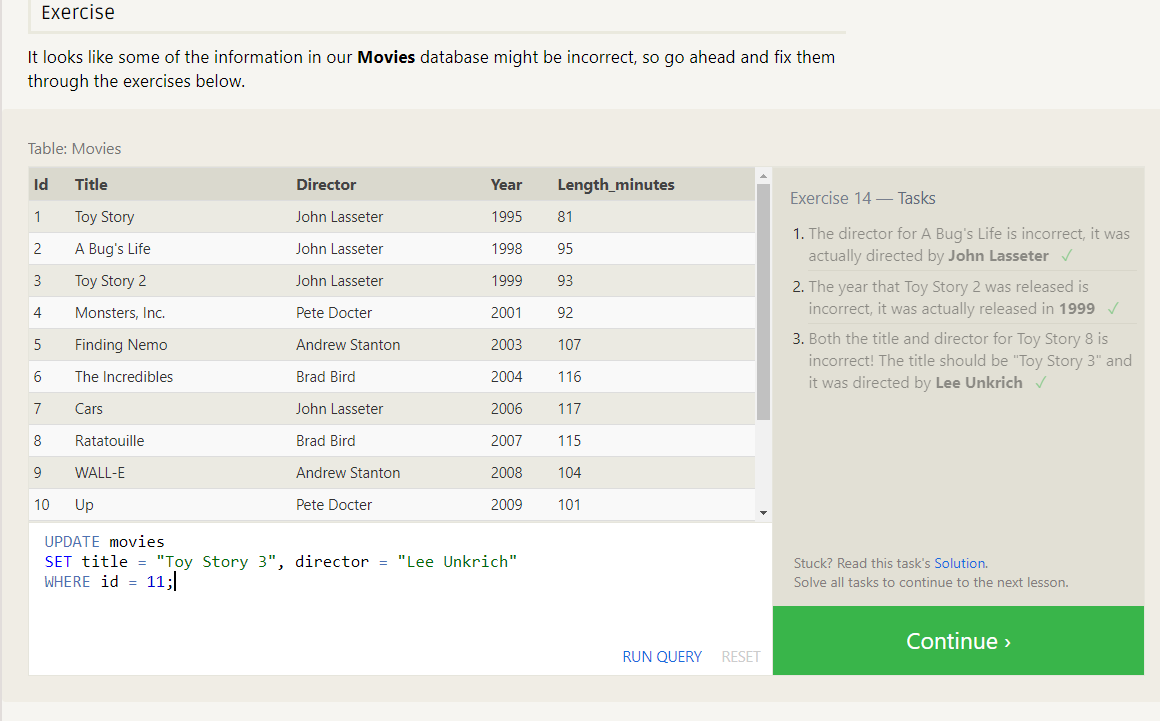 Exercise
It looks like some of the information in our Movies database might be incorrect, so go ahead and fix them
through the exercises below.
Table: Movies
Id Title Director Year Length_minutes
1 Toy Story John Lasseter 1995 81
2 A Bug's Life John Lasseter 1998 95
3 Toy Story 2 John Lasseter 1999 93
4 Monsters, Inc. Pete Docter 2001 92
5 Finding Nemo Andrew Stanton 2003 107
6 The Incredibles Brad Bird 2004 116
7 Cars John Lasseter 2006 117
8 Ratatouille Brad Bird 2007 115
9 WALL-E Andrew Stanton 2008 104
10 Up Pete Docter 2009 101
UPDATE movies
SET title = "Toy Story 3", director = "Lee Unkrich"
WHERE id = 11;
RUN QUERY RESET
Exercise 14 — Tasks
1. The director for A Bug's Life is incorrect, it was
actually directed by John Lasseter ✓
2. The year that Toy Story 2 was released is
incorrect, it was actually released in 1999 ✓
3. Both the title and director for Toy Story 8 is
incorrect! The title should be "Toy Story 3" and
it was directed by Lee Unkrich ✓
Stuck? Read this task's Solution.
Solve all tasks to continue to the next lesson.
Continue ›